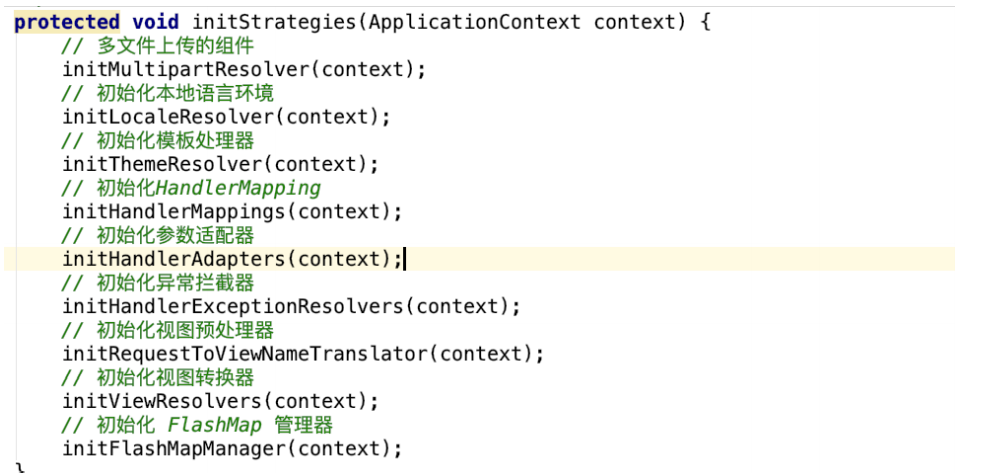 protected void initStrategies(ApplicationContext context) {
// 多文件上传的组件
initMultipartResolver(context);
// 初始化本地语言环境
initLocaleResolver(context);
// 初始化模板处理器
initThemeResolver(context);
// 初始化HandlerMapping
initHandlerMappings(context);
// 初始化参数适配器
initHandlerAdapters(context);
// 初始化异常拦截器
initHandlerExceptionResolvers(context);
// 初始化视图预处理器
initRequestToViewNameTranslator(context);
// 初始化视图转换器
initViewResolvers(context);
// 初始化 FlashMap 管理器
initFlashMapManager(context);
}